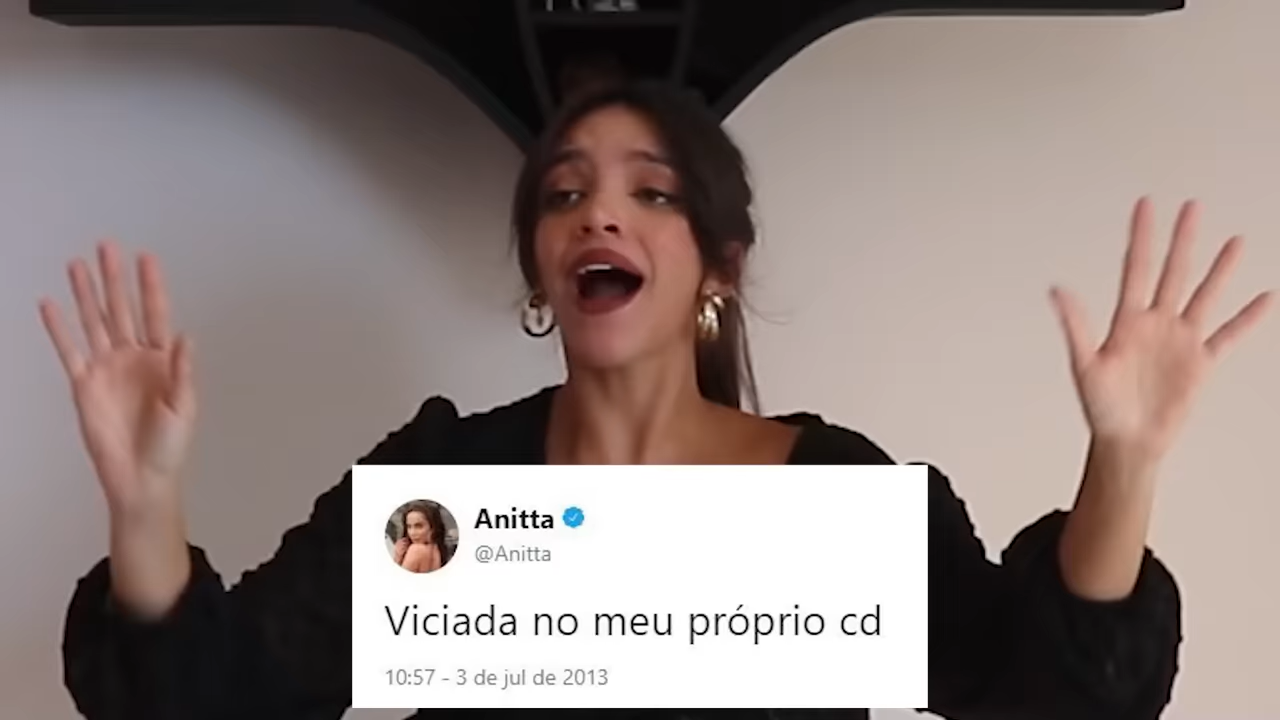 Anitta
@Anitta
Viciada no meu próprio cd
10:57 - 3 de jul de 2013